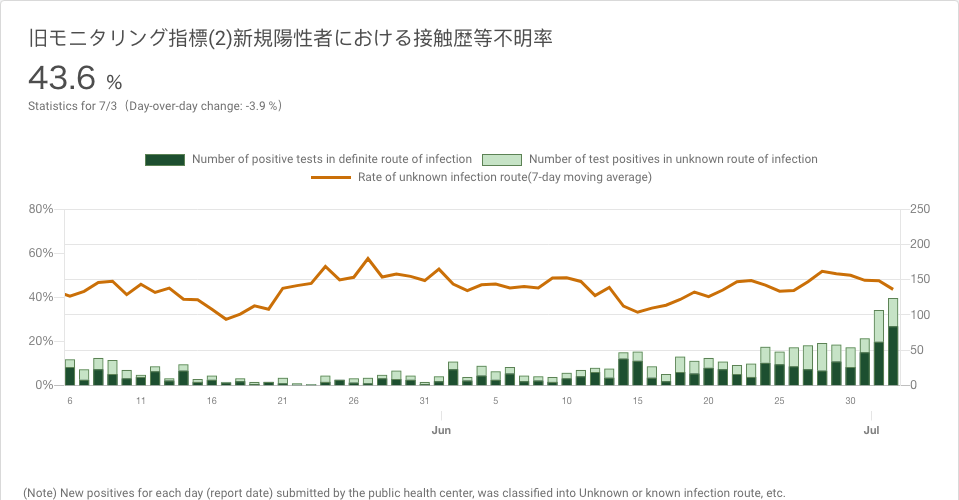 旧モニタリング指標(2)新規陽性者における接触歴等不明率
43.6 %
Statistics for 7/3（Day-over-day change: -3.9 %）
Number of positive tests in definite route of infection Number of test positives in unknown route of infection
Rate of unknown infection route(7-day moving average)
80% 250
200
60%
150
40%
100
20%
50
0% 0
6 11 16 21 26 31 5 10 15 20 25 30
Jun Jul
(Note) New positives for each day (report date) submitted by the public health center, was classified into Unknown or known infection route, etc.